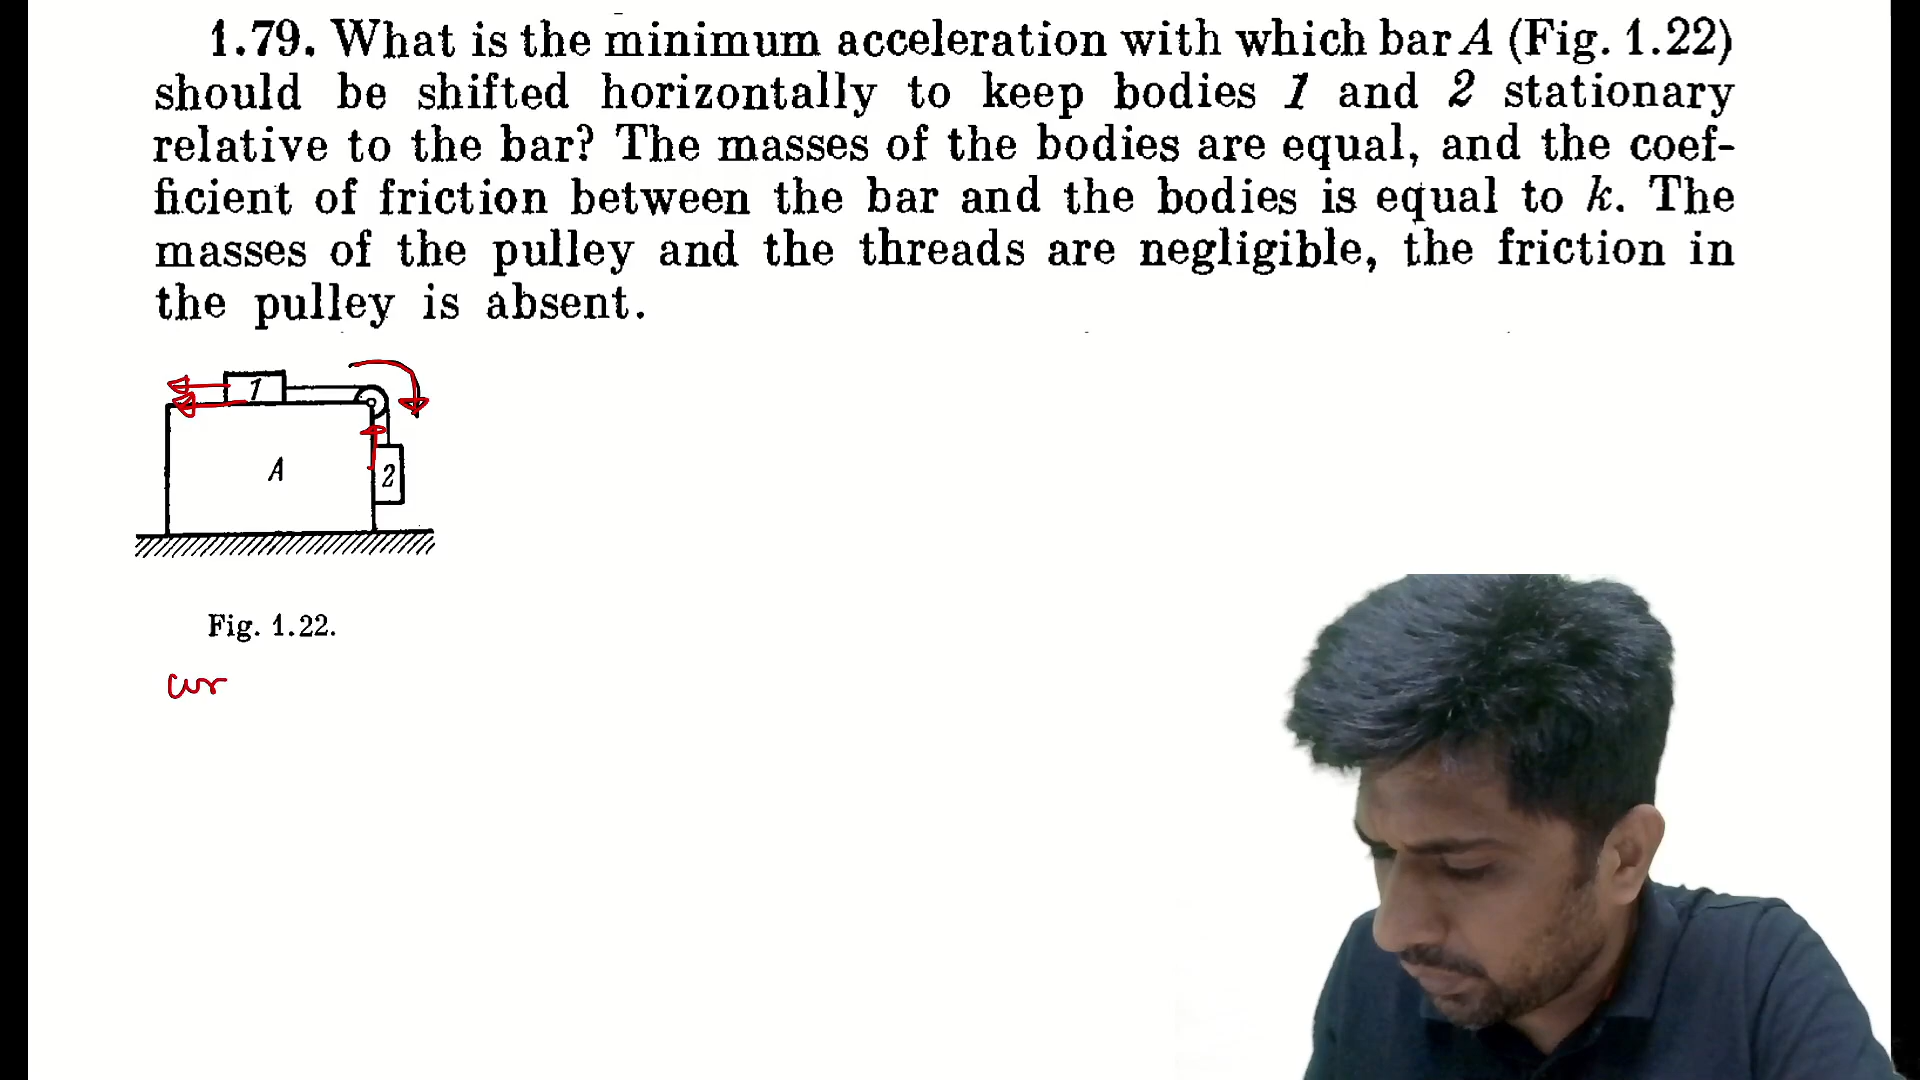 1.79. What is the minimum acceleration with which bar A (Fig. 1.22)
should be shifted horizontally to keep bodies 1 and 2 stationary
relative to the bar? The masses of the bodies are equal, and the coef-
ficient of friction between the bar and the bodies is equal to k. The
masses of the pulley and the threads are negligible, the friction in
the pulley is absent.
1
A
2
Fig. 1.22.